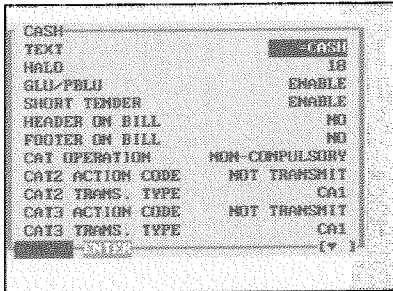 CASH
TEXT CASH
HALO 18
GLU/PBLU ENABLE
SHORT TENDER ENABLE
HEADER ON BILL NO
FOOTER ON BILL NO
CAT OPERATION NON-COMPULSORY
CAT2 ACTION CODE NOT TRANSMIT
CAT2 TRANS. TYPE CA1
CAT3 ACTION CODE NOT TRANSMIT
CAT3 TRANS. TYPE CA1
ENTER [▼ ]